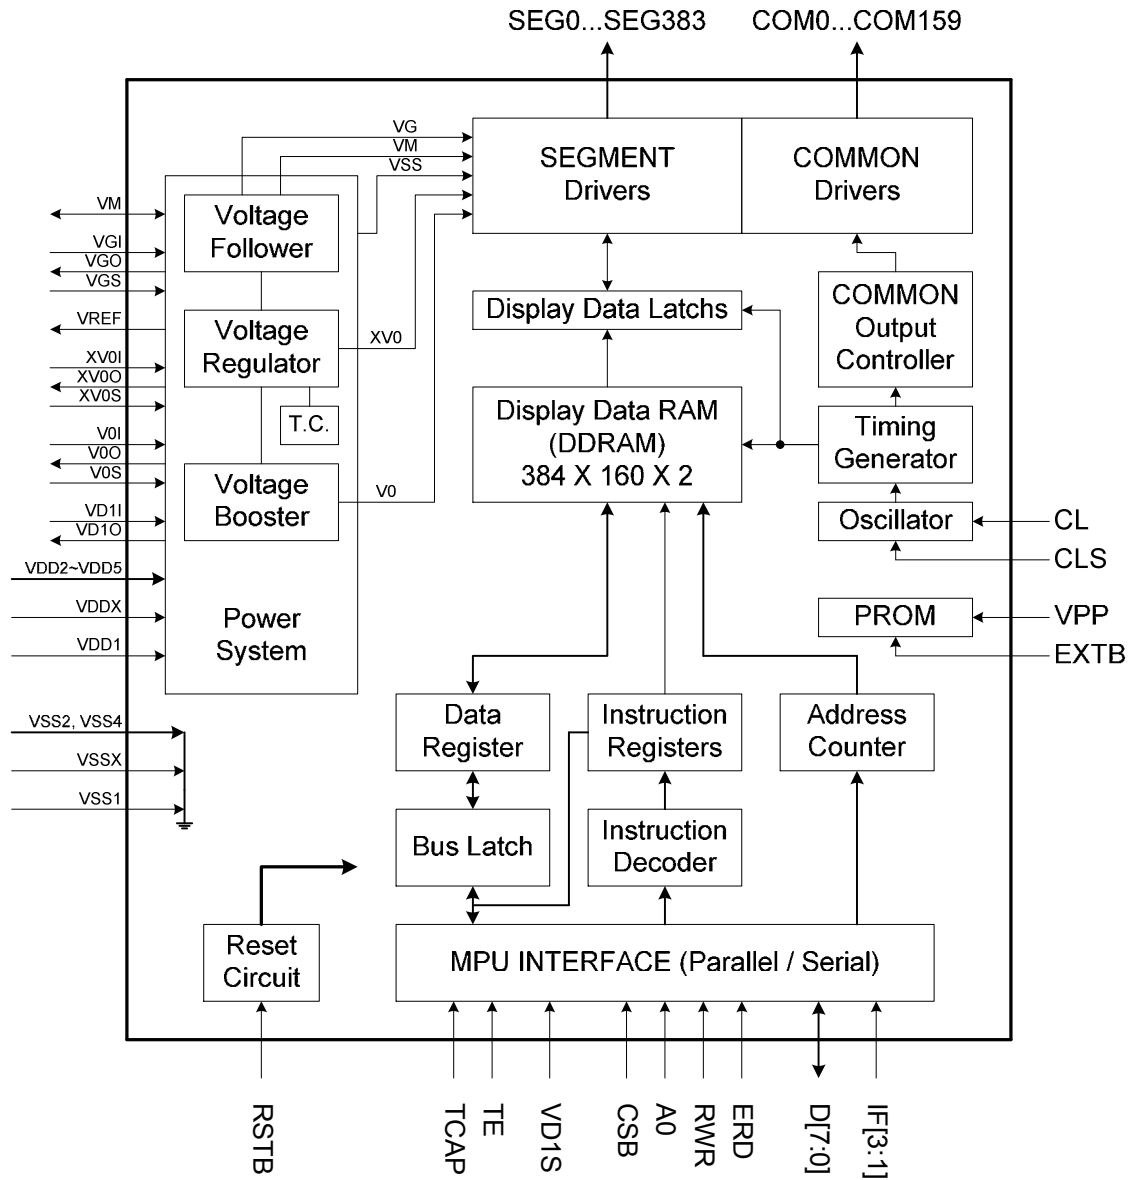 SEG0...SEG383
COM0...COM159
VG
VM
VSS
SEGMENT
Drivers
COMMON
Drivers
VM
VGI
VGO
VGS
VREF
XV0I
XV0O
XV0S
V0I
V0O
V0S
VD1I
VD1O
VDD2~VDD5
VDDX
VDD1
VSS2, VSS4
VSSX
VSS1
Voltage
Follower
Voltage
Regulator
T.C.
Voltage
Booster
Power
System
XV0
V0
Display Data Latchs
Display Data RAM
(DDRAM)
384 X 160 X 2
COMMON
Output
Controller
Timing
Generator
Oscillator
CL
CLS
PROM
VPP
EXTB
Data
Register
Instruction
Registers
Address
Counter
Bus Latch
Instruction
Decoder
Reset
Circuit
MPU INTERFACE (Parallel / Serial)
RSTB
TCAP
TE
VD1S
CSB
A0
RWR
ERD
D[7:0]
IF[3:1]